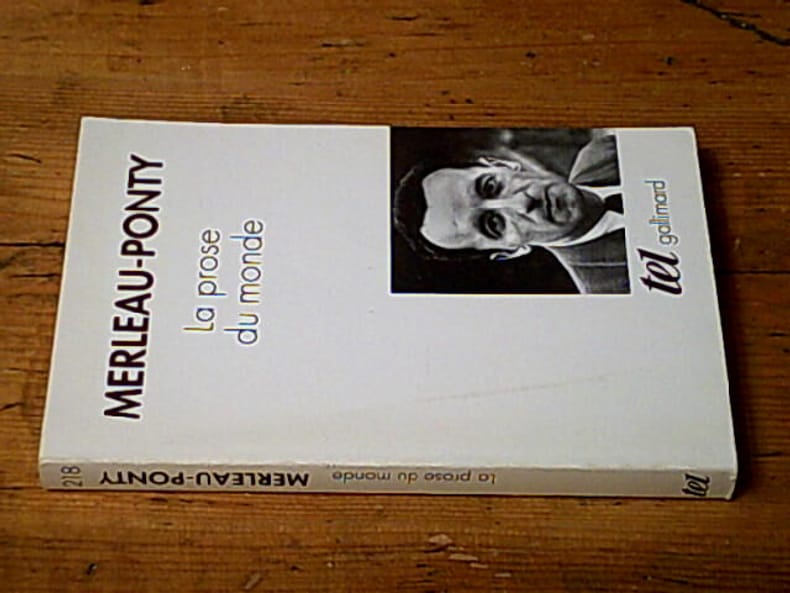 MERLEAU-PONTY
La prose
du monde
tel gallimard
218
MERLEAU-PONTY
La prose du monde
tel